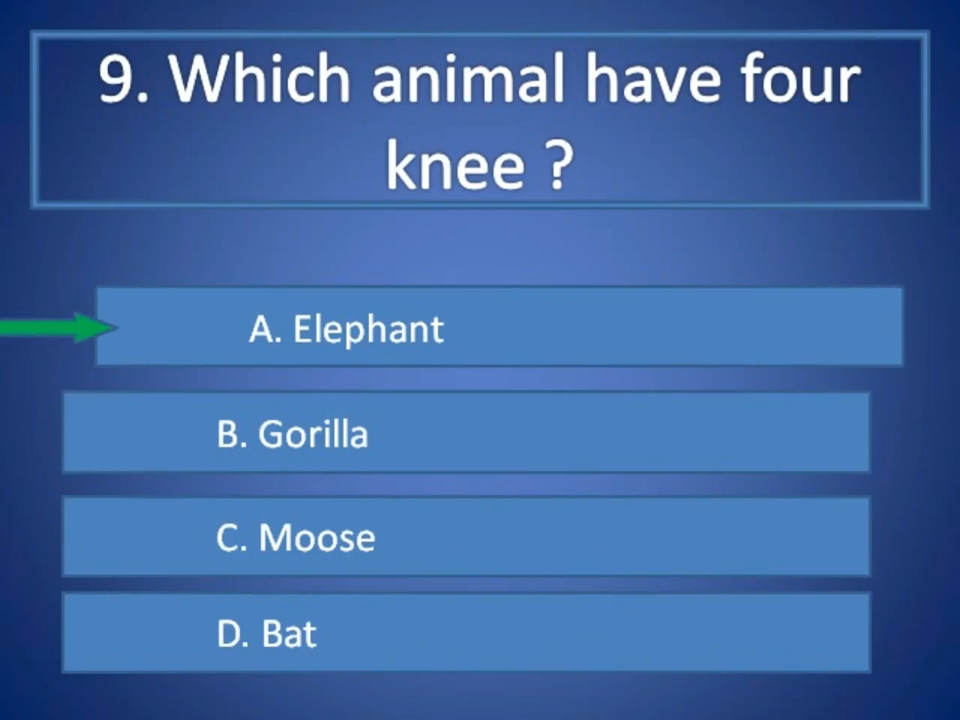 9. Which animal have four
knee ?
A. Elephant
B. Gorilla
C. Moose
D. Bat